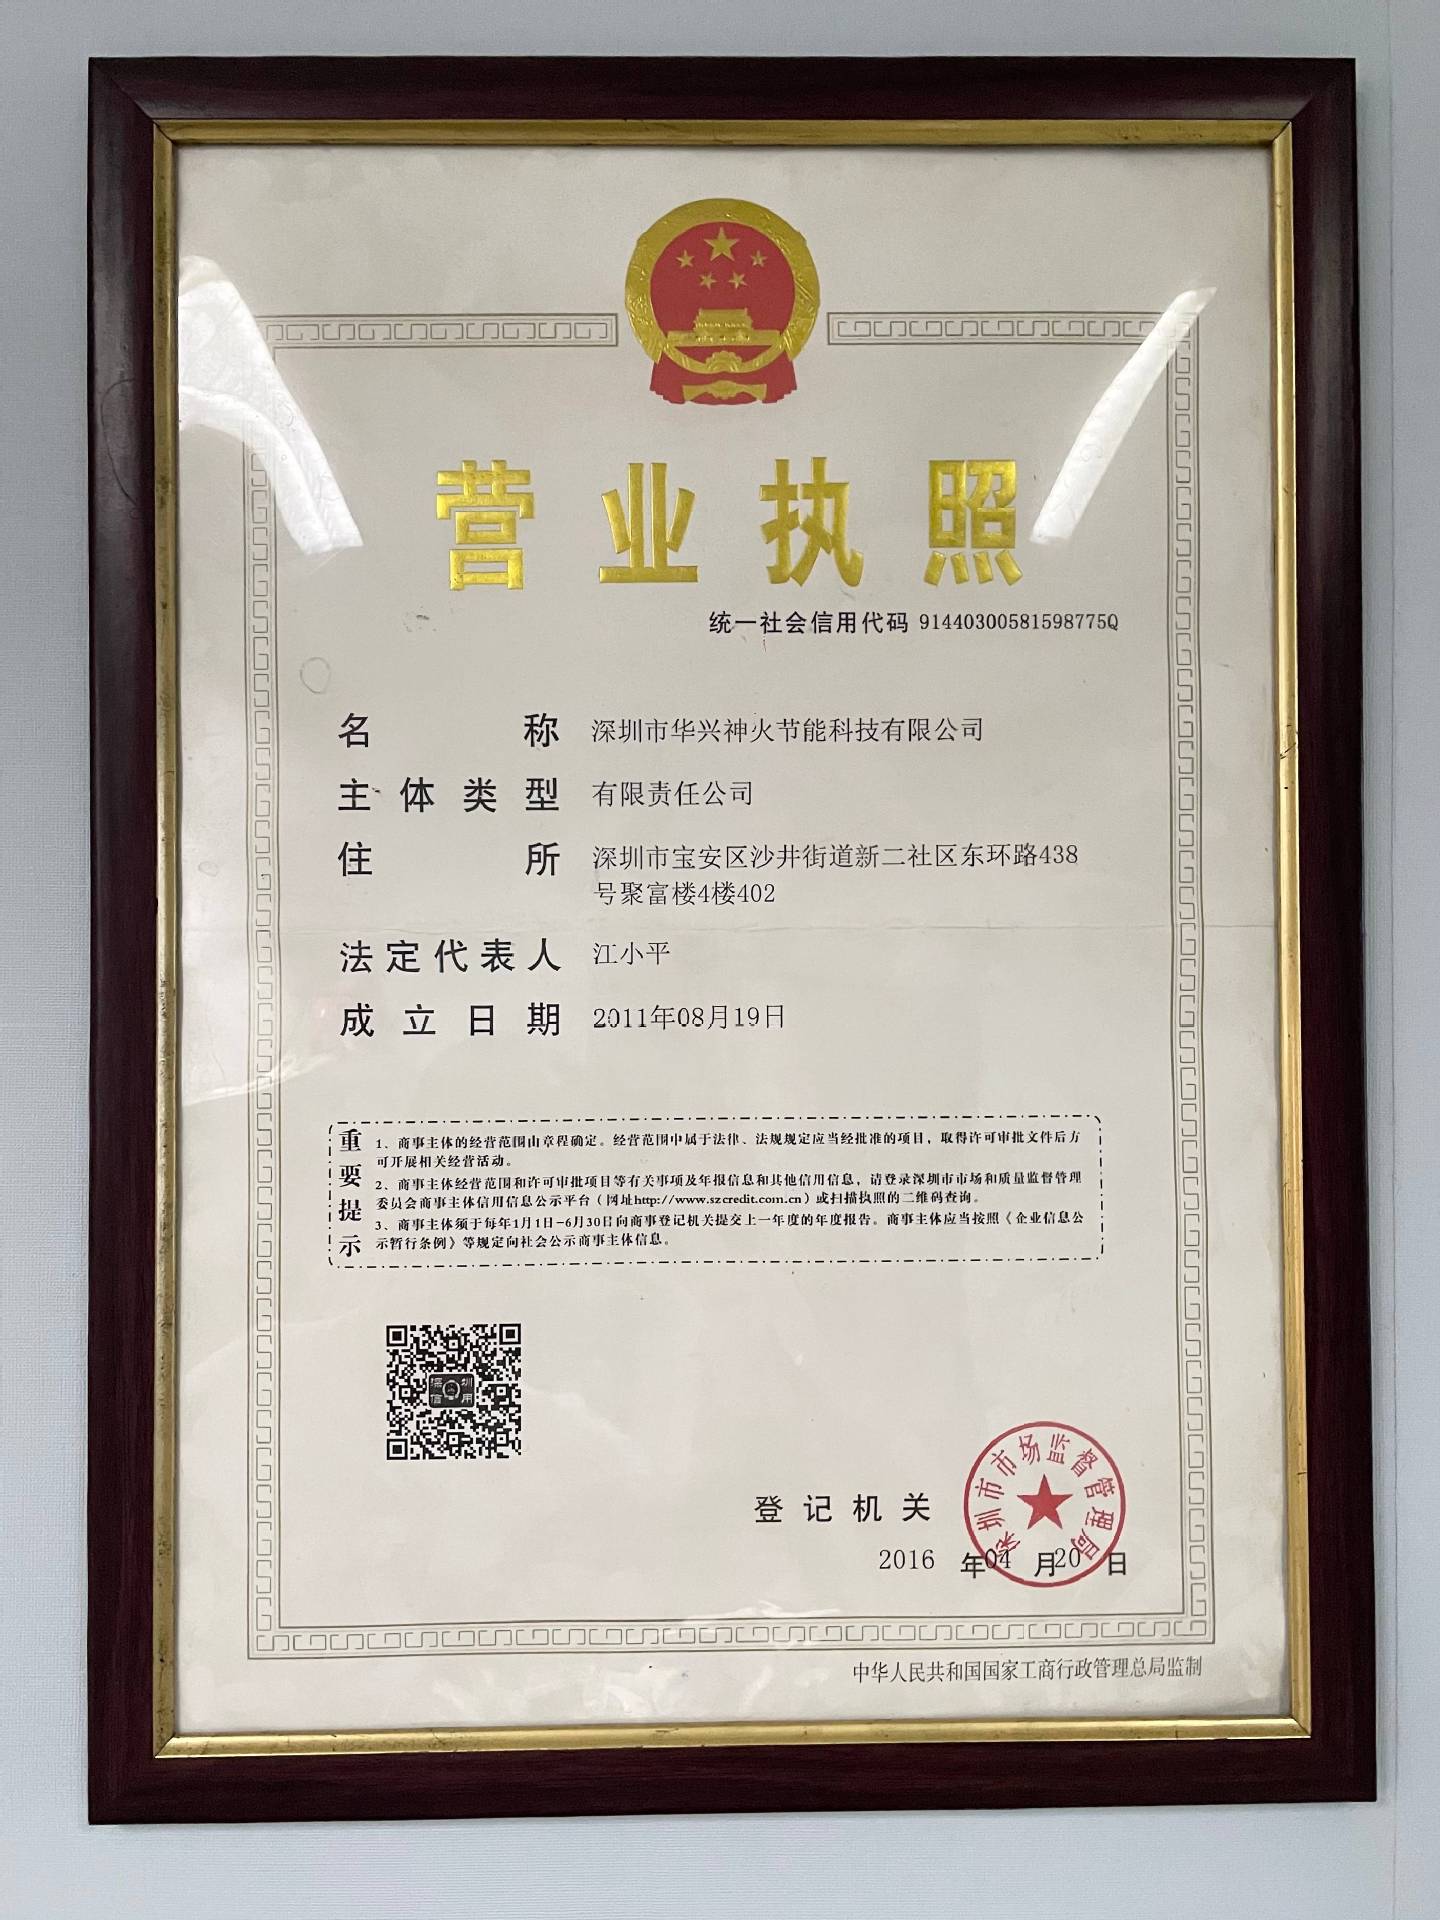 营业执照
统一社会信用代码 91440300581598775Q
名称 深圳市华兴神火节能科技有限公司
主体类型 有限责任公司
住所 深圳市宝安区沙井街道新二社区东环路438
号聚富楼4楼402
法定代表人 江小平
成立日期 2011年08月19日
重要提示
1、商事主体的经营范围由章程确定。经营范围中属于法律、法规规定应当经批准的项目，取得许可审批文件后方
可开展相关经营活动。
2、商事主体经营范围和许可审批项目等有关事项及年报信息和其他信用信息，请登录深圳市市场和质量监督管理
委员会商事主体信用信息公示平台（网址http://www.szcredit.com.cn）或扫描执照的二维码查询。
3、商事主体须于每年1月1日-6月30日向商事登记机关提交上一年度的年度报告。商事主体应当按照《企业信息公
示暂行条例》等规定向社会公示商事主体信息。
深圳
信用
登记机关
深圳市市场监督管理局
2016 年04 月20 日
中华人民共和国国家工商行政管理总局监制